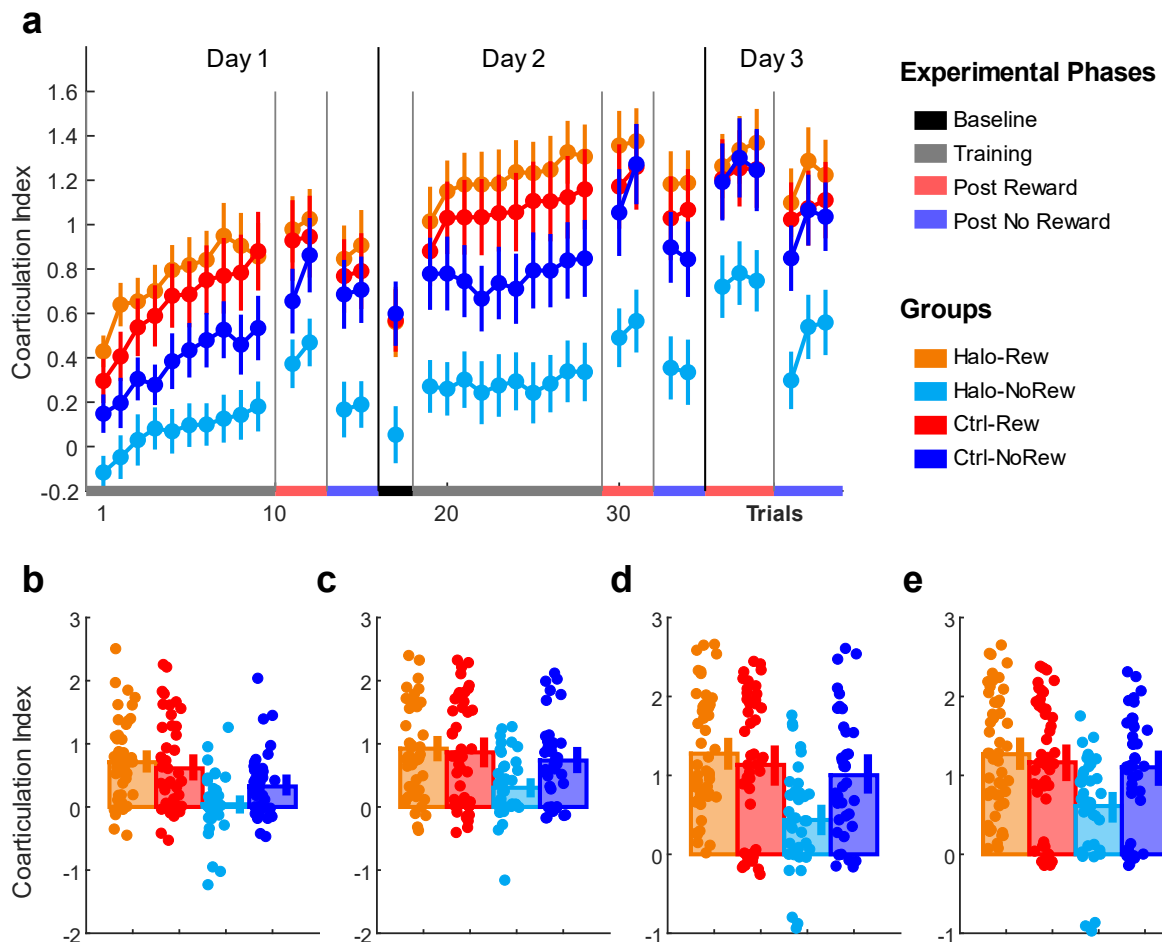 a
Day 1
Day 2
Day 3
Coarticulation Index
1.6
1.4
1.2
1
0.8
0.6
0.4
0.2
0
-0.2
1
10
20
30
Trials
Experimental Phases
Baseline
Training
Post Reward
Post No Reward
Groups
Halo-Rew
Halo-NoRew
Ctrl-Rew
Ctrl-NoRew
b
c
d
e
Coarticulation Index
3
2
1
0
-1
-2
3
2
1
0
-1
-2
3
2
1
0
-1
3
2
1
0
-1